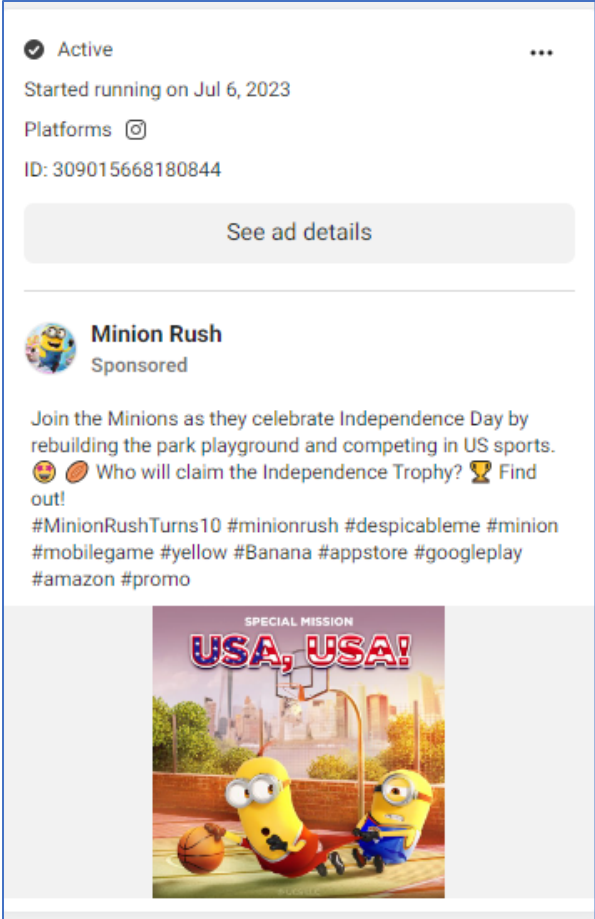 Active
Started running on Jul 6, 2023
Platforms
ID: 309015668180844
See ad details
Minion Rush
Sponsored
Join the Minions as they celebrate Independence Day by
rebuilding the park playground and competing in US sports.
🤩 🏉 Who will claim the Independence Trophy? 🏆 Find
out!
#MinionRushTurns10 #minionrush #despicableme #minion
#mobilegame #yellow #Banana #appstore #googleplay
#amazon #promo
SPECIAL MISSION
USA, USA!